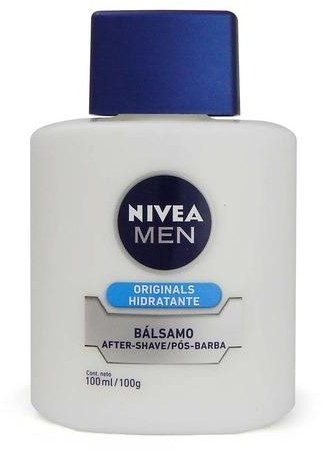 NIVEA
MEN
ORIGINALS
HIDRATANTE
BÁLSAMO
AFTER-SHAVE/PÓS-BARBA
Cont. neto
100ml/100g